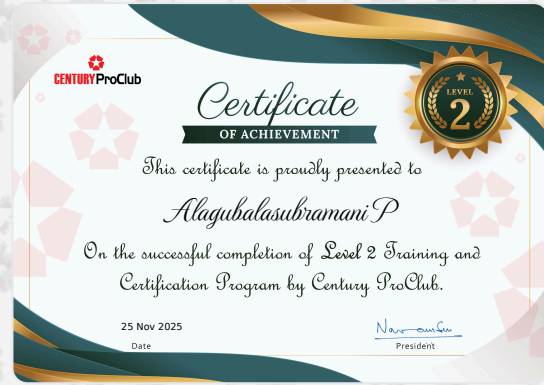 CENTURY ProClub
LEVEL
2
Certificate
OF ACHIEVEMENT
This certificate is proudly presented to
Alagubalasubramani P
On the successful completion of Level 2 Training and
Certification Program by Century ProClub.
25 Nov 2025
Date
President